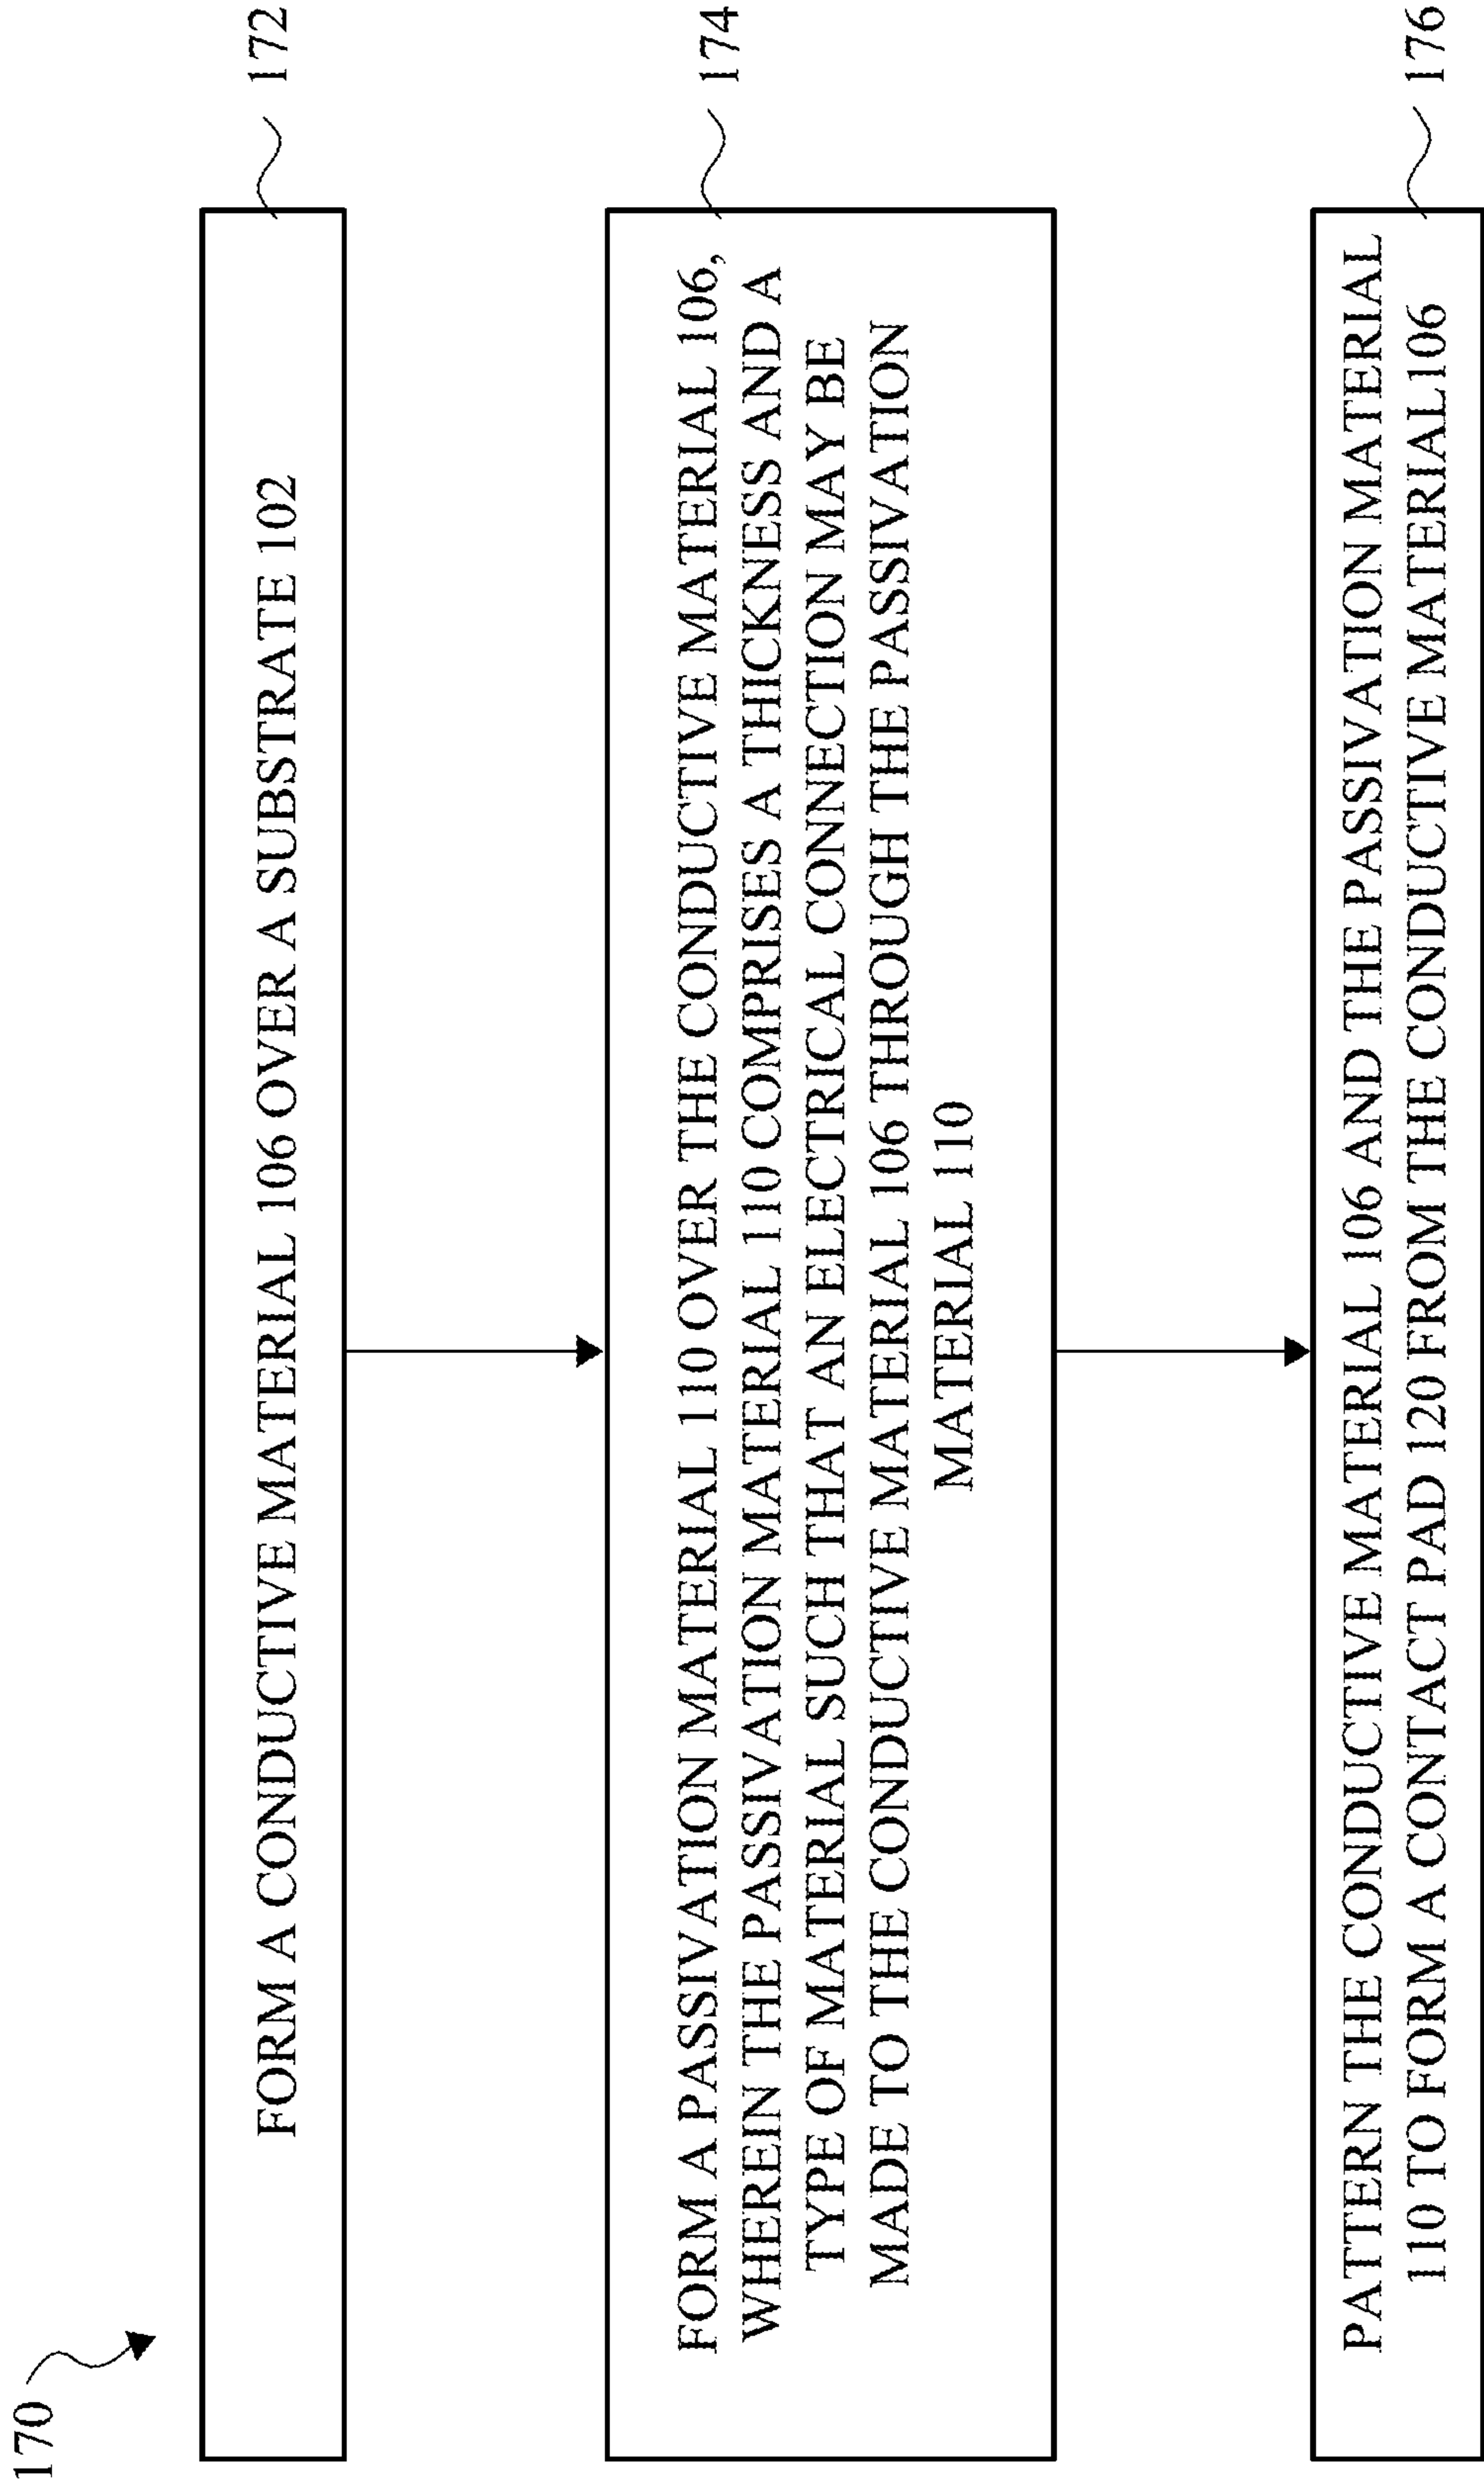 170
FORM A CONDUCTIVE MATERIAL 106 OVER A SUBSTRATE 102
172
FORM A PASSIVATION MATERIAL 110 OVER THE CONDUCTIVE MATERIAL 106,
WHEREIN THE PASSIVATION MATERIAL 110 COMPRISES A THICKNESS AND A
TYPE OF MATERIAL SUCH THAT AN ELECTRICAL CONNECTION MAY BE
MADE TO THE CONDUCTIVE MATERIAL 106 THROUGH THE PASSIVATION
MATERIAL 110
174
PATTERN THE CONDUCTIVE MATERIAL 106 AND THE PASSIVATION MATERIAL
110 TO FORM A CONTACT PAD 120 FROM THE CONDUCTIVE MATERIAL106
176